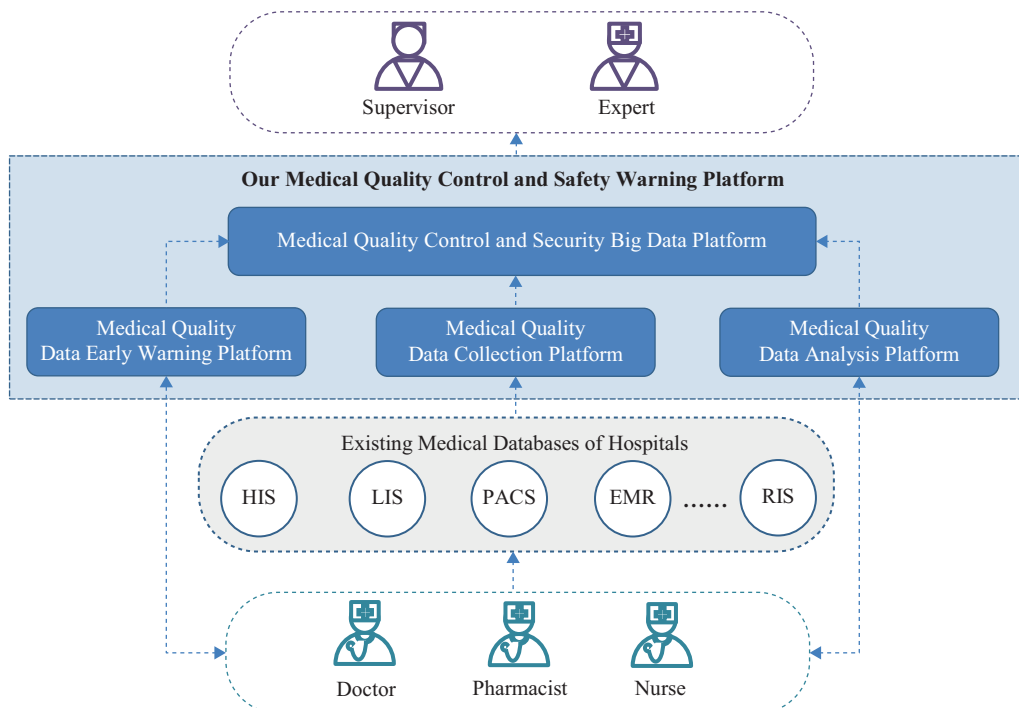 Supervisor
Expert
Our Medical Quality Control and Safety Warning Platform
Medical Quality Control and Security Big Data Platform
Medical Quality
Data Early Warning Platform
Medical Quality
Data Collection Platform
Medical Quality
Data Analysis Platform
Existing Medical Databases of Hospitals
HIS
LIS
PACS
EMR
......
RIS
Doctor
Pharmacist
Nurse